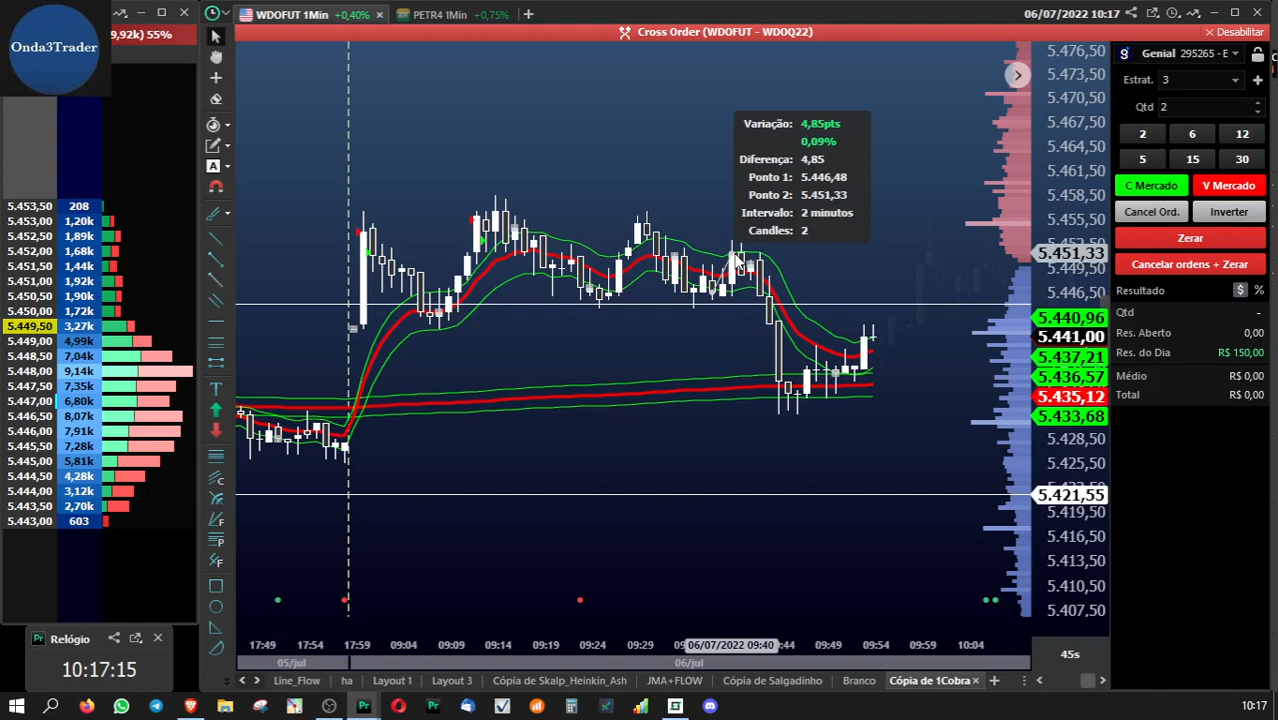 Onda3Trader
,92k) 55%
WDOFUT 1Min +0,40%
PETR4 1Min +0,75%
06/07/2022 10:17
Cross Order (WDOFUT - WDOQ22)
Desabilitar
5.453,50 208
5.453,00 1,20k
5.452,50 1,89k
5.452,00 1,68k
5.451,50 1,44k
5.451,00 1,92k
5.450,50 1,90k
5.450,00 1,72k
5.449,50 3,27k
5.449,00 4,99k
5.448,50 7,04k
5.448,00 9,14k
5.447,50 7,35k
5.447,00 6,80k
5.446,50 8,07k
5.446,00 7,91k
5.445,50 7,28k
5.445,00 5,81k
5.444,50 4,28k
5.444,00 3,12k
5.443,50 2,70k
5.443,00 603
Relógio
10:17:15
Variação: 4,85pts
0,09%
Diferença: 4,85
Ponto 1: 5.446,48
Ponto 2: 5.451,33
Intervalo: 2 minutos
Candles: 2
5.476,50
5.473,50
5.470,50
5.467,50
5.464,50
5.461,50
5.458,50
5.455,50
5.451,33
5.449,50
5.446,50
5.440,96
5.441,00
5.437,21
5.436,57
5.435,12
5.433,68
5.428,50
5.425,50
5.421,55
5.419,50
5.416,50
5.413,50
5.410,50
5.407,50
17:49 17:54 17:59 09:04 09:09 09:14 09:19 09:24 09:29 06/07/2022 09:40 :44 09:49 09:54 09:59 10:04
05/jul 06/jul
45s
Line_Flow ha Layout 1 Layout 3 Cópia de Skalp_Heinkin_Ash JMA+FLOW Cópia de Salgadinho Branco Cópia de 1Cobra
Genial 295265 - E
Estrat. 3
Qtd 2
2 6 12
5 15 30
C Mercado V Mercado
Cancel Ord. Inverter
Zerar
Cancelar ordens + Zerar
Resultado $ %
Qtd -
Res. Aberto 0,00
Res. do Dia R$ 150,00
Médio R$ 0,00
Total R$ 0,00
10:17